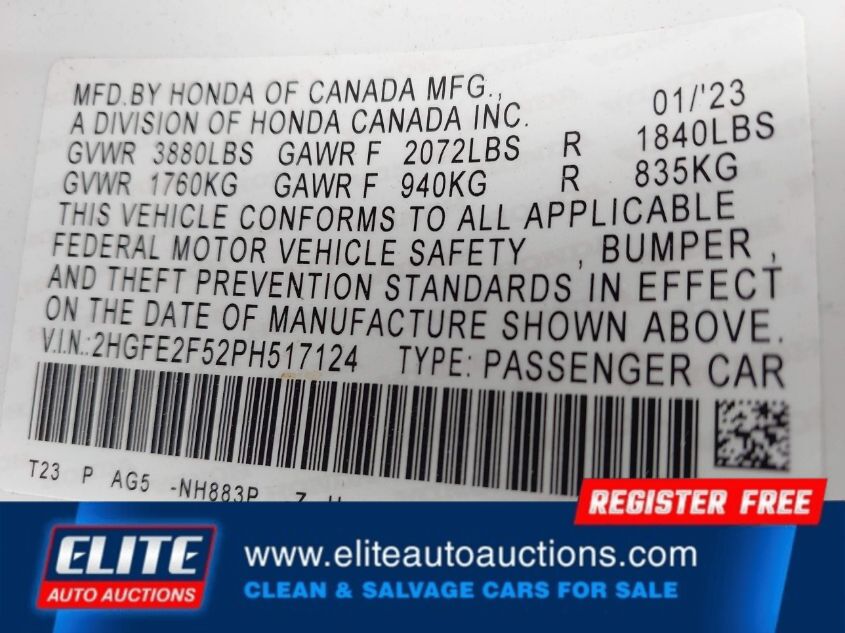 MFD.BY HONDA OF CANADA MFG., 01/'23
A DIVISION OF HONDA CANADA INC.
GVWR 3880LBS GAWR F 2072LBS R 1840LBS
GVWR 1760KG GAWR F 940KG R 835KG
THIS VEHICLE CONFORMS TO ALL APPLICABLE
FEDERAL MOTOR VEHICLE SAFETY , BUMPER ,
AND THEFT PREVENTION STANDARDS IN EFFECT
ON THE DATE OF MANUFACTURE SHOWN ABOVE.
V.I.N.:2HGFE2F52PH517124 TYPE: PASSENGER CAR
T23 P AG5 -NH883P
REGISTER FREE
ELITE
AUTO AUCTIONS
www.eliteautoauctions.com
CLEAN & SALVAGE CARS FOR SALE